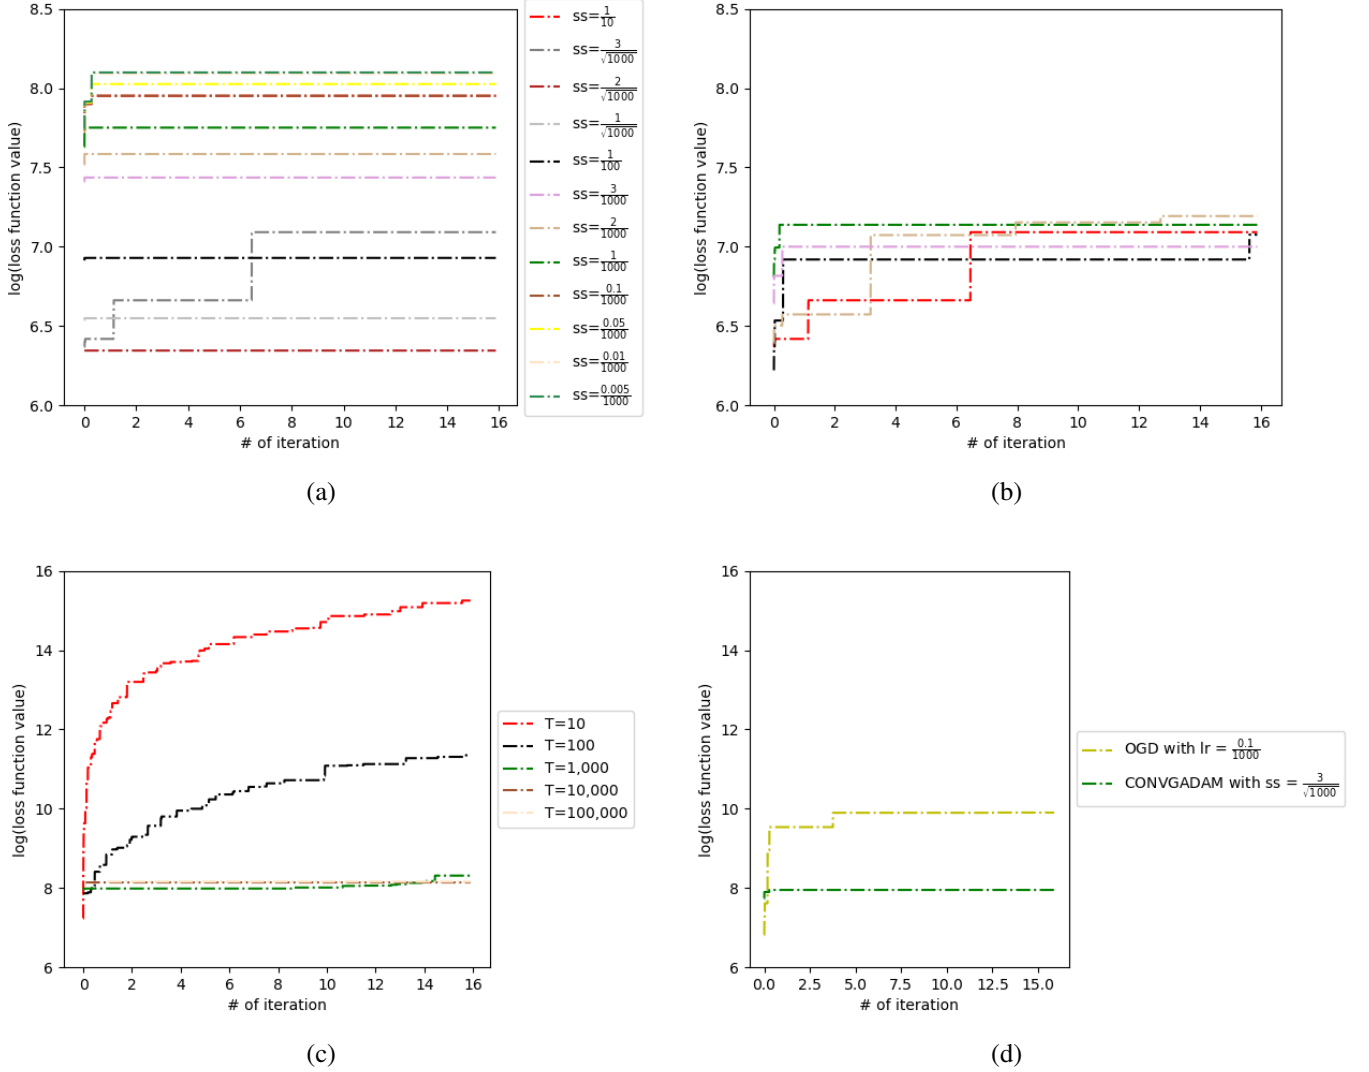 8.5
8.0
7.5
7.0
6.5
6.0
log(loss function value)
0 2 4 6 8 10 12 14 16
# of iteration
ss=1/10
ss=3/√1000
ss=2/√1000
ss=1/√1000
ss=1/100
ss=3/1000
ss=2/1000
ss=1/1000
ss=0.1/1000
ss=0.05/1000
ss=0.01/1000
ss=0.005/1000
(a)
8.5
8.0
7.5
7.0
6.5
6.0
log(loss function value)
0 2 4 6 8 10 12 14 16
# of iteration
(b)
16
14
12
10
8
6
log(loss function value)
0 2 4 6 8 10 12 14 16
# of iteration
T=10
T=100
T=1,000
T=10,000
T=100,000
(c)
16
14
12
10
8
6
log(loss function value)
0.0 2.5 5.0 7.5 10.0 12.5 15.0
# of iteration
OGD with lr = 0.1/1000
CONVGADAM with ss = 3/√1000
(d)